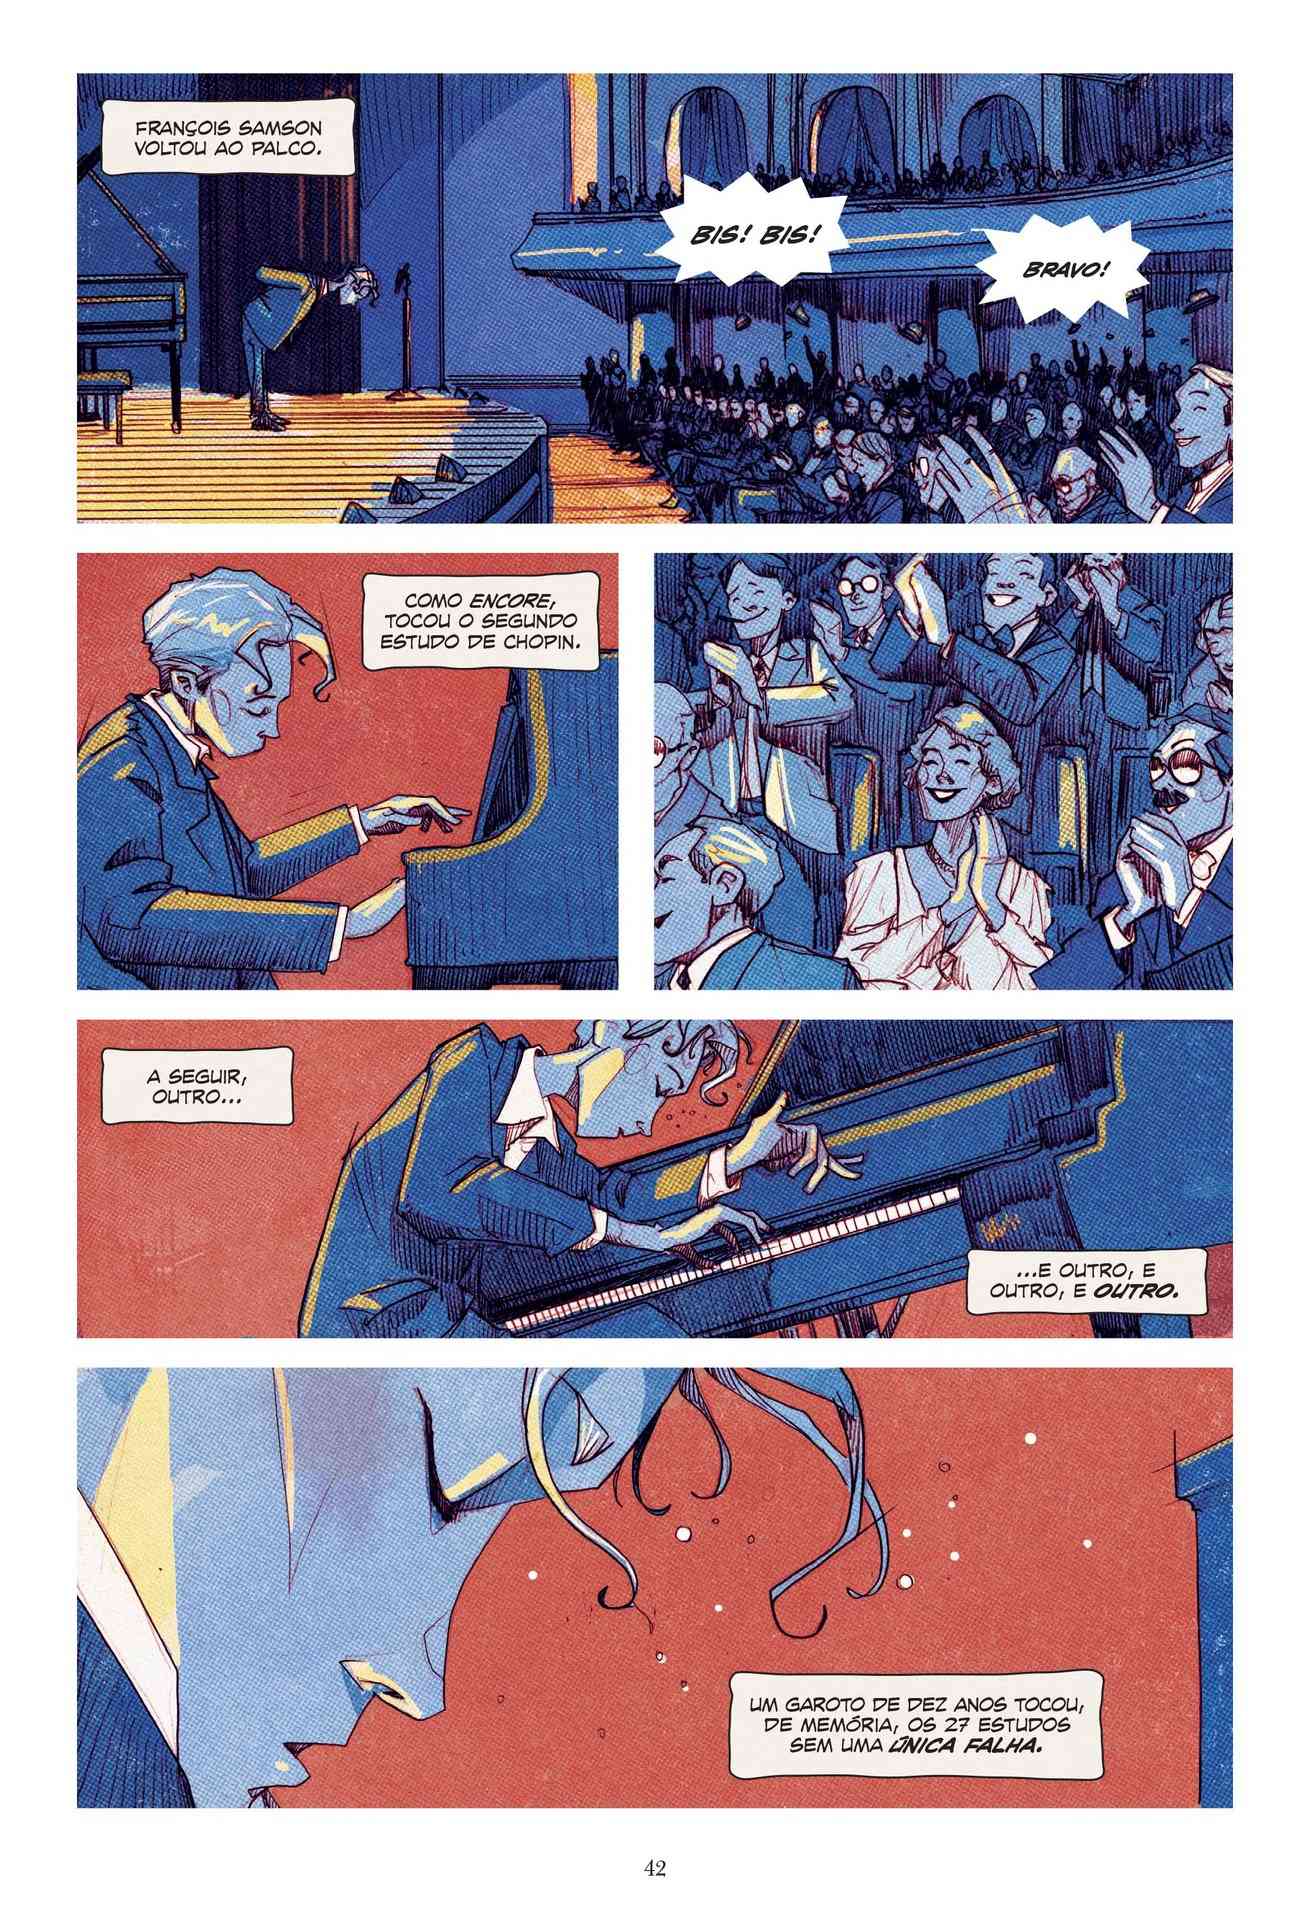 FRANÇOIS SAMSON
VOLTOU AO PALCO.
BIS! BIS!
BRAVO!
COMO ENCORE,
TOCOU O SEGUNDO
ESTUDO DE CHOPIN.
A SEGUIR,
OUTRO...
...E OUTRO, E
OUTRO, E OUTRO.
UM GAROTO DE DEZ ANOS TOCOU,
DE MEMÓRIA, OS 27 ESTUDOS
SEM UMA ÚNICA FALHA.
42